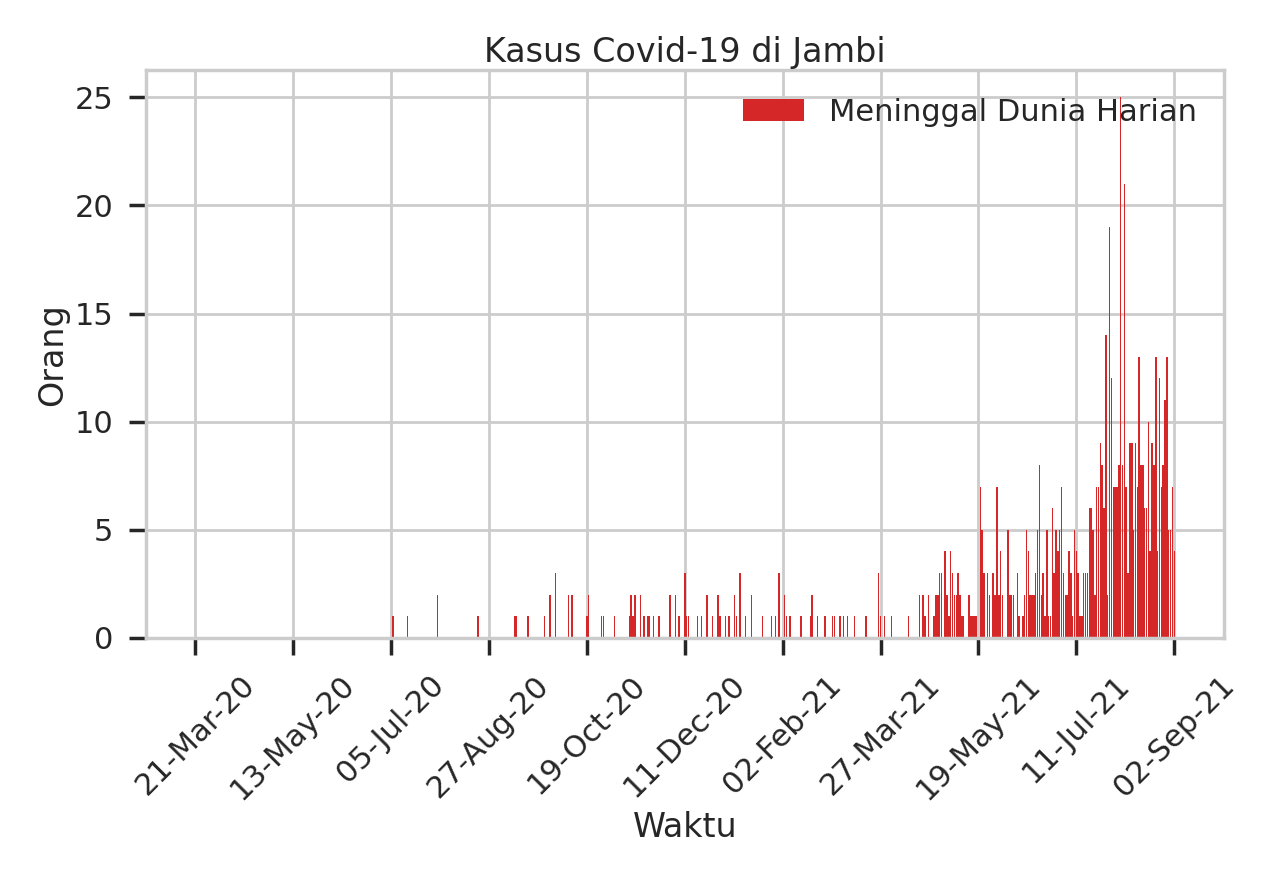 Kasus Covid-19 di Jambi
Meninggal Dunia Harian
Orang
25
20
15
10
5
0
21-Mar-20
13-May-20
05-Jul-20
27-Aug-20
19-Oct-20
11-Dec-20
02-Feb-21
27-Mar-21
19-May-21
11-Jul-21
02-Sep-21
Waktu